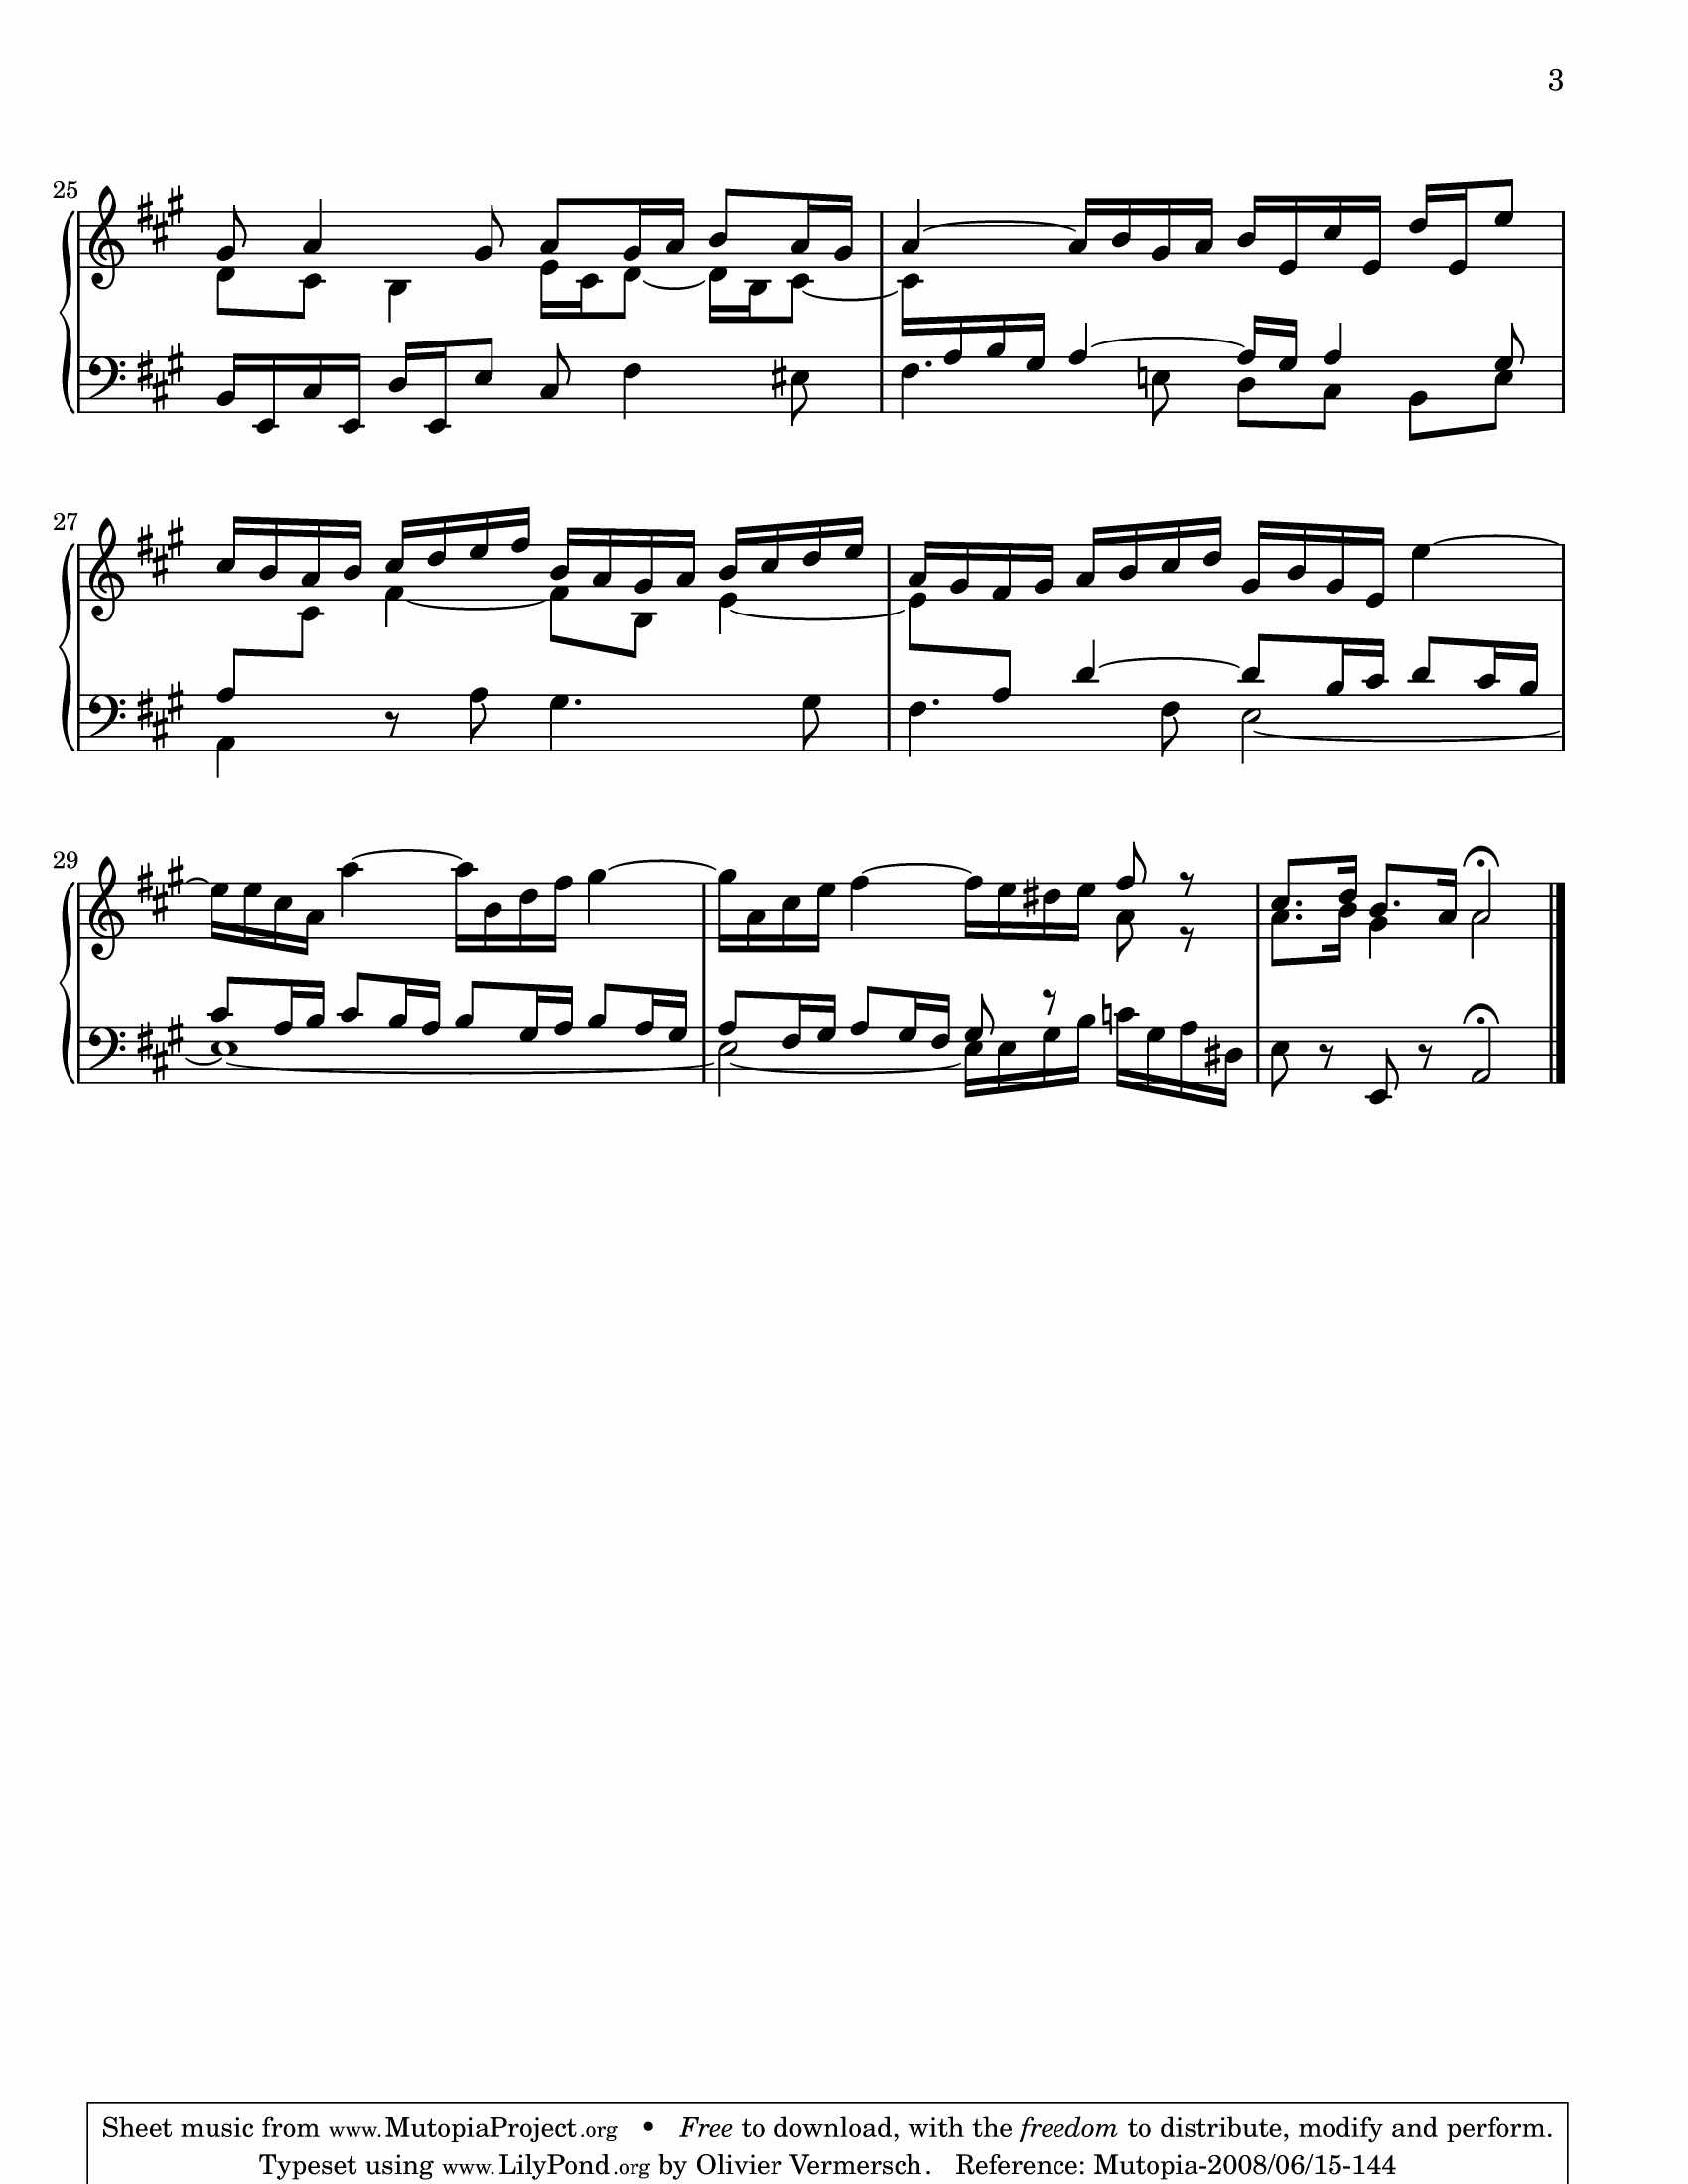 3
25
27
29
Sheet music from www.MutopiaProject.org • Free to download, with the freedom to distribute, modify and perform.
Typeset using www.LilyPond.org by Olivier Vermersch. Reference: Mutopia-2008/06/15-144